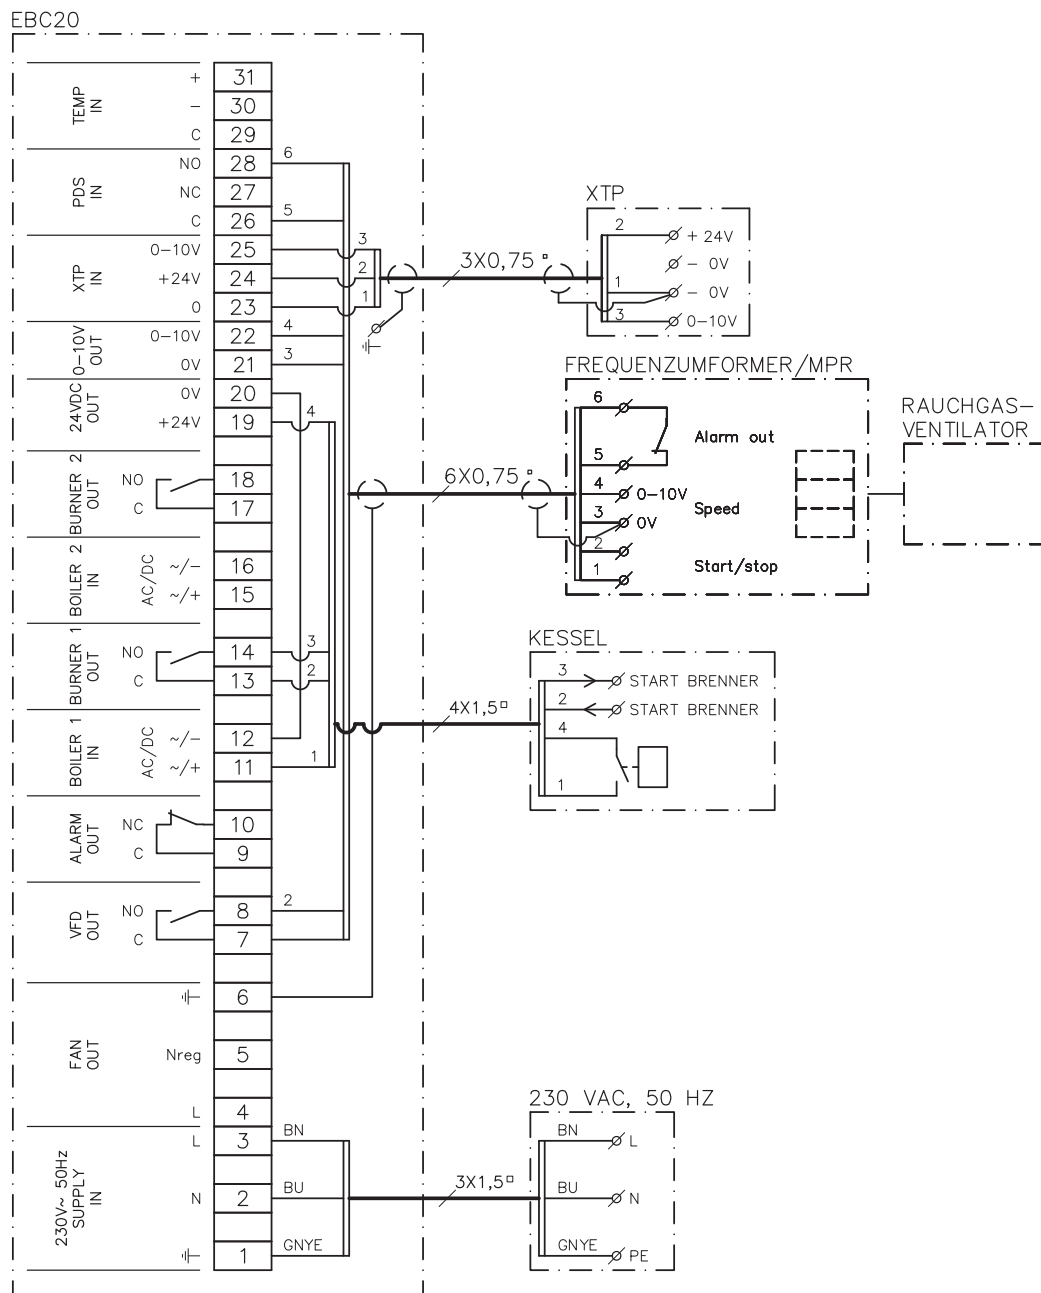 EBC20
TEMP IN
+ 31
- 30
C 29
PDS IN
NO 28 6
NC 27
C 26 5
XTP IN
0-10V 25 3
+24V 24 2
0 23 1
0-10V OUT
0-10V 22 4
0V 21 3
24VDC OUT
0V 20
+24V 19 4
BURNER 2 OUT
NO 18
C 17
BOILER 2 IN
AC/DC
~/- 16
~/+ 15
BURNER 1 OUT
NO 14 3
C 13 2
BOILER 1 IN
AC/DC
~/- 12
~/+ 11 1
ALARM OUT
NC 10
C 9
VFD OUT
NO 8 2
C 7
FAN OUT
6
Nreg 5
L 4
230V~ 50Hz SUPPLY IN
L 3 BN
N 2 BU
1 GNYE
3X0,75
XTP
2 + 24V
- 0V
1 - 0V
3 0-10V
6X0,75
FREQUENZUMFORMER/MPR
6
Alarm out
5
4 0-10V
Speed
3 0V
2
Start/stop
1
RAUCHGAS-
VENTILATOR
4X1,5
KESSEL
3 START BRENNER
2 START BRENNER
4
1
3X1,5
230 VAC, 50 HZ
BN L
BU N
GNYE PE